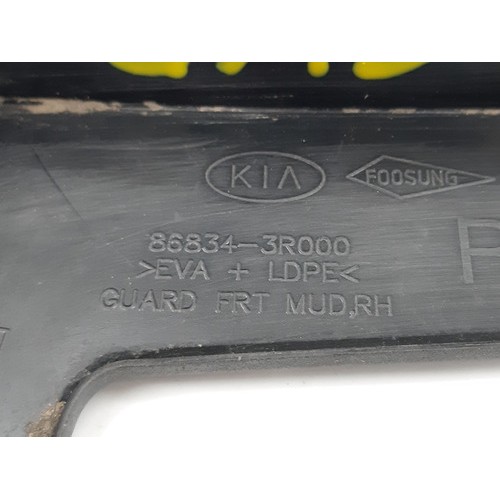 KIA FOOSUNG
86834-3R000
>EVA + LDPE<
GUARD FRT MUD,RH